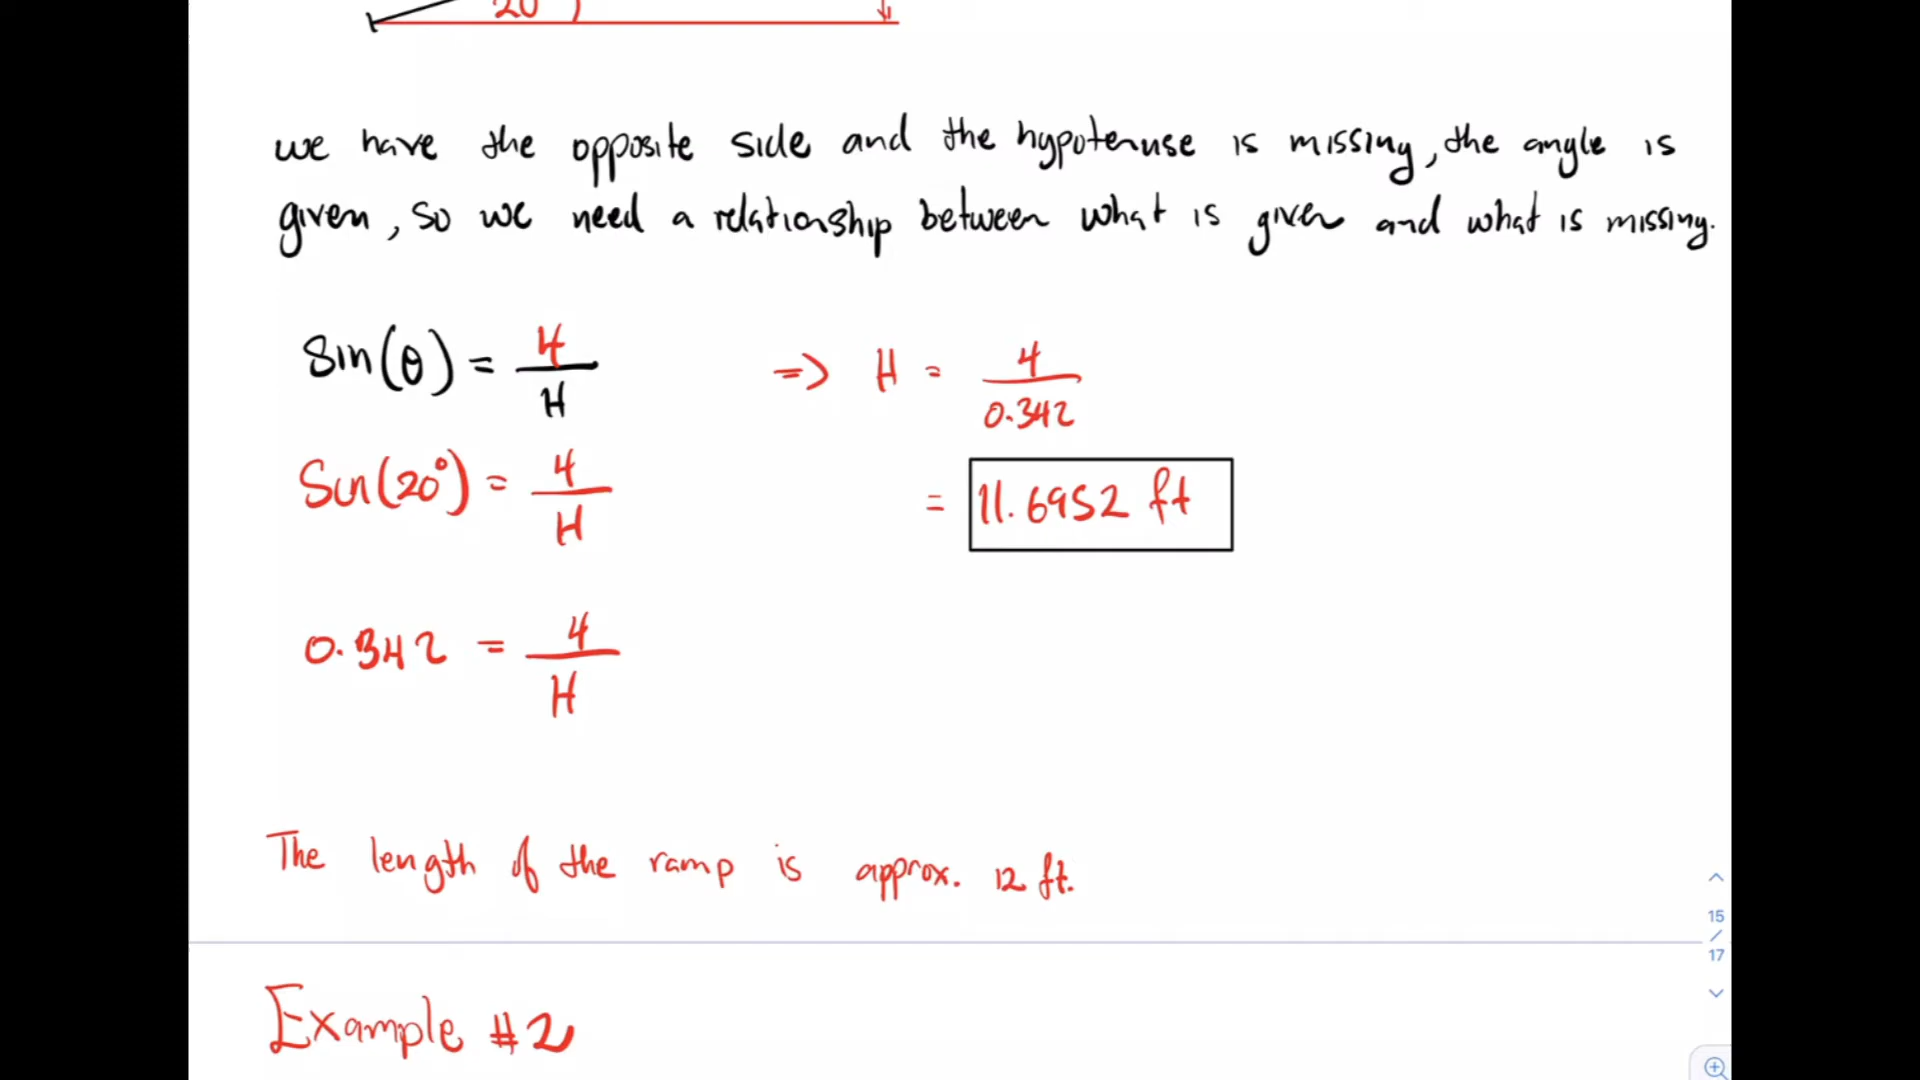 20
we have the opposite side and the hypotenuse is missing, the angle is
given, so we need a relationship between what is given and what is missing.
Sin(θ) = 4/H => H = 4/0.342
Sin(20°) = 4/H = 11.6952 ft
0.342 = 4/H
The length of the ramp is approx. 12 ft.
15
/
17
Example #2